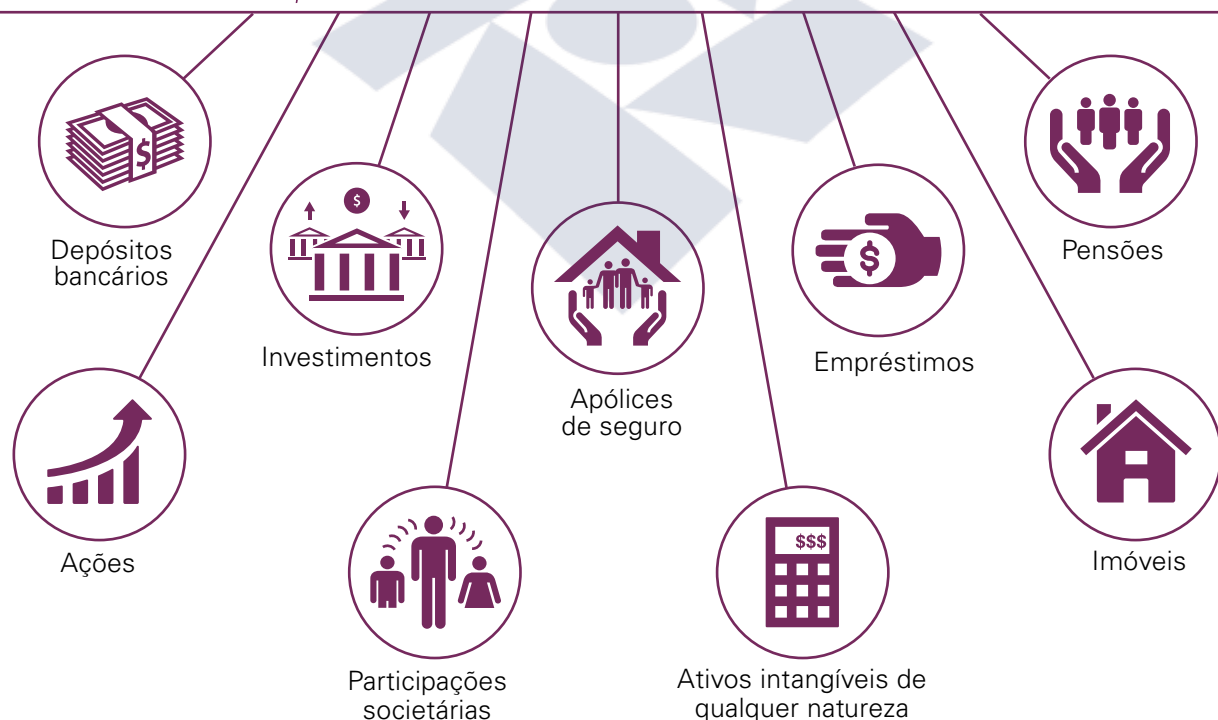 Depósitos
bancários
Investimentos
Apólices
de seguro
Empréstimos
Pensões
Ações
Participações
societárias
$$$
Ativos intangíveis de
qualquer natureza
Imóveis